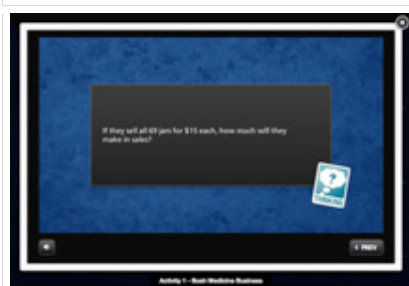 If they sell all 69 jars for $15 each, how much will they
make in sales?
THINKING
PREV
Activity 1 – Bush Medicine Business